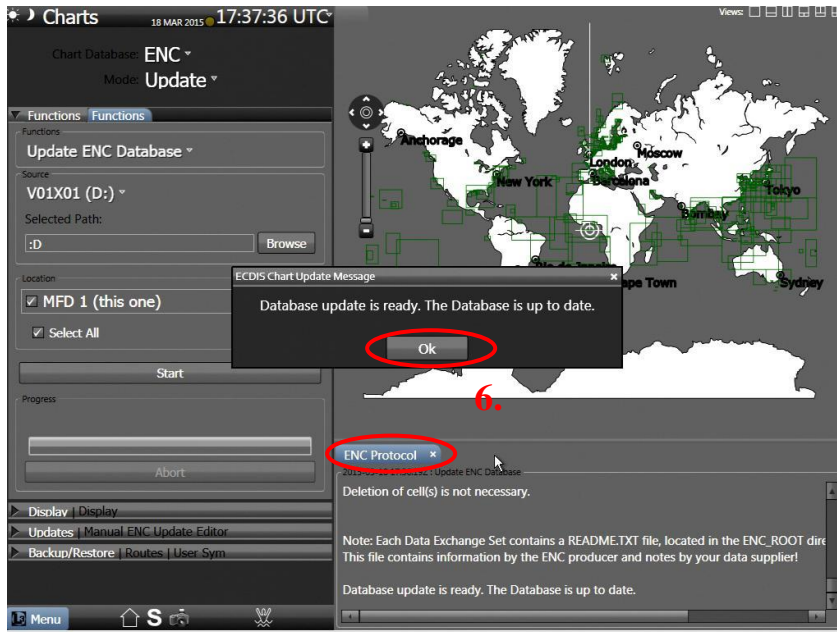 Charts 18 MAR 2015 17:37:36 UTC
Views:
Chart Database: ENC
Mode: Update
Functions Functions
Functions
Update ENC Database
Source
V01X01 (D:)
Selected Path:
:D
Browse
Location
MFD 1 (this one)
Select All
Start
Progress
Abort
Display | Display
Updates | Manual ENC Update Editor
Backup/Restore | Routes | User Sym
Menu
S
Anchorage
New York
London
Moscow
Barcelona
Tokyo
Bombay
Rio de Janeiro
Cape Town
Sydney
ECDIS Chart Update Message
Database update is ready. The Database is up to date.
Ok
6.
ENC Protocol
Update ENC Database
Deletion of cell(s) is not necessary.
Note: Each Data Exchange Set contains a README.TXT file, located in the ENC_ROOT dire
This file contains information by the ENC producer and notes by your data supplier!
Database update is ready. The Database is up to date.